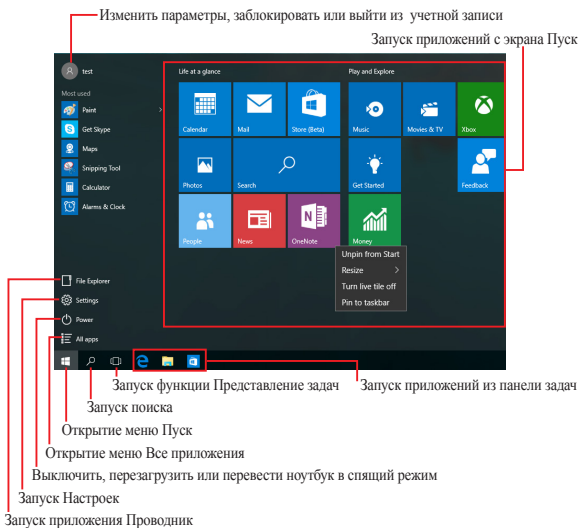 Изменить параметры, заблокировать или выйти из учетной записи
Запуск приложений с экрана Пуск
test
Life at a glance
Play and Explore
Most used
Paint
Get Skype
Maps
Snipping Tool
Calculator
Alarms & Clock
Calendar
Mail
Store (Beta)
Music
Movies & TV
Xbox
Photos
Search
Get Started
Feedback
People
News
OneNote
Money
Unpin from Start
Resize
Turn live tile off
Pin to taskbar
File Explorer
Settings
Power
All apps
Запуск функции Представление задач
Запуск приложений из панели задач
Запуск поиска
Открытие меню Пуск
Открытие меню Все приложения
Выключить, перезагрузить или перевести ноутбук в спящий режим
Запуск Настроек
Запуск приложения Проводник